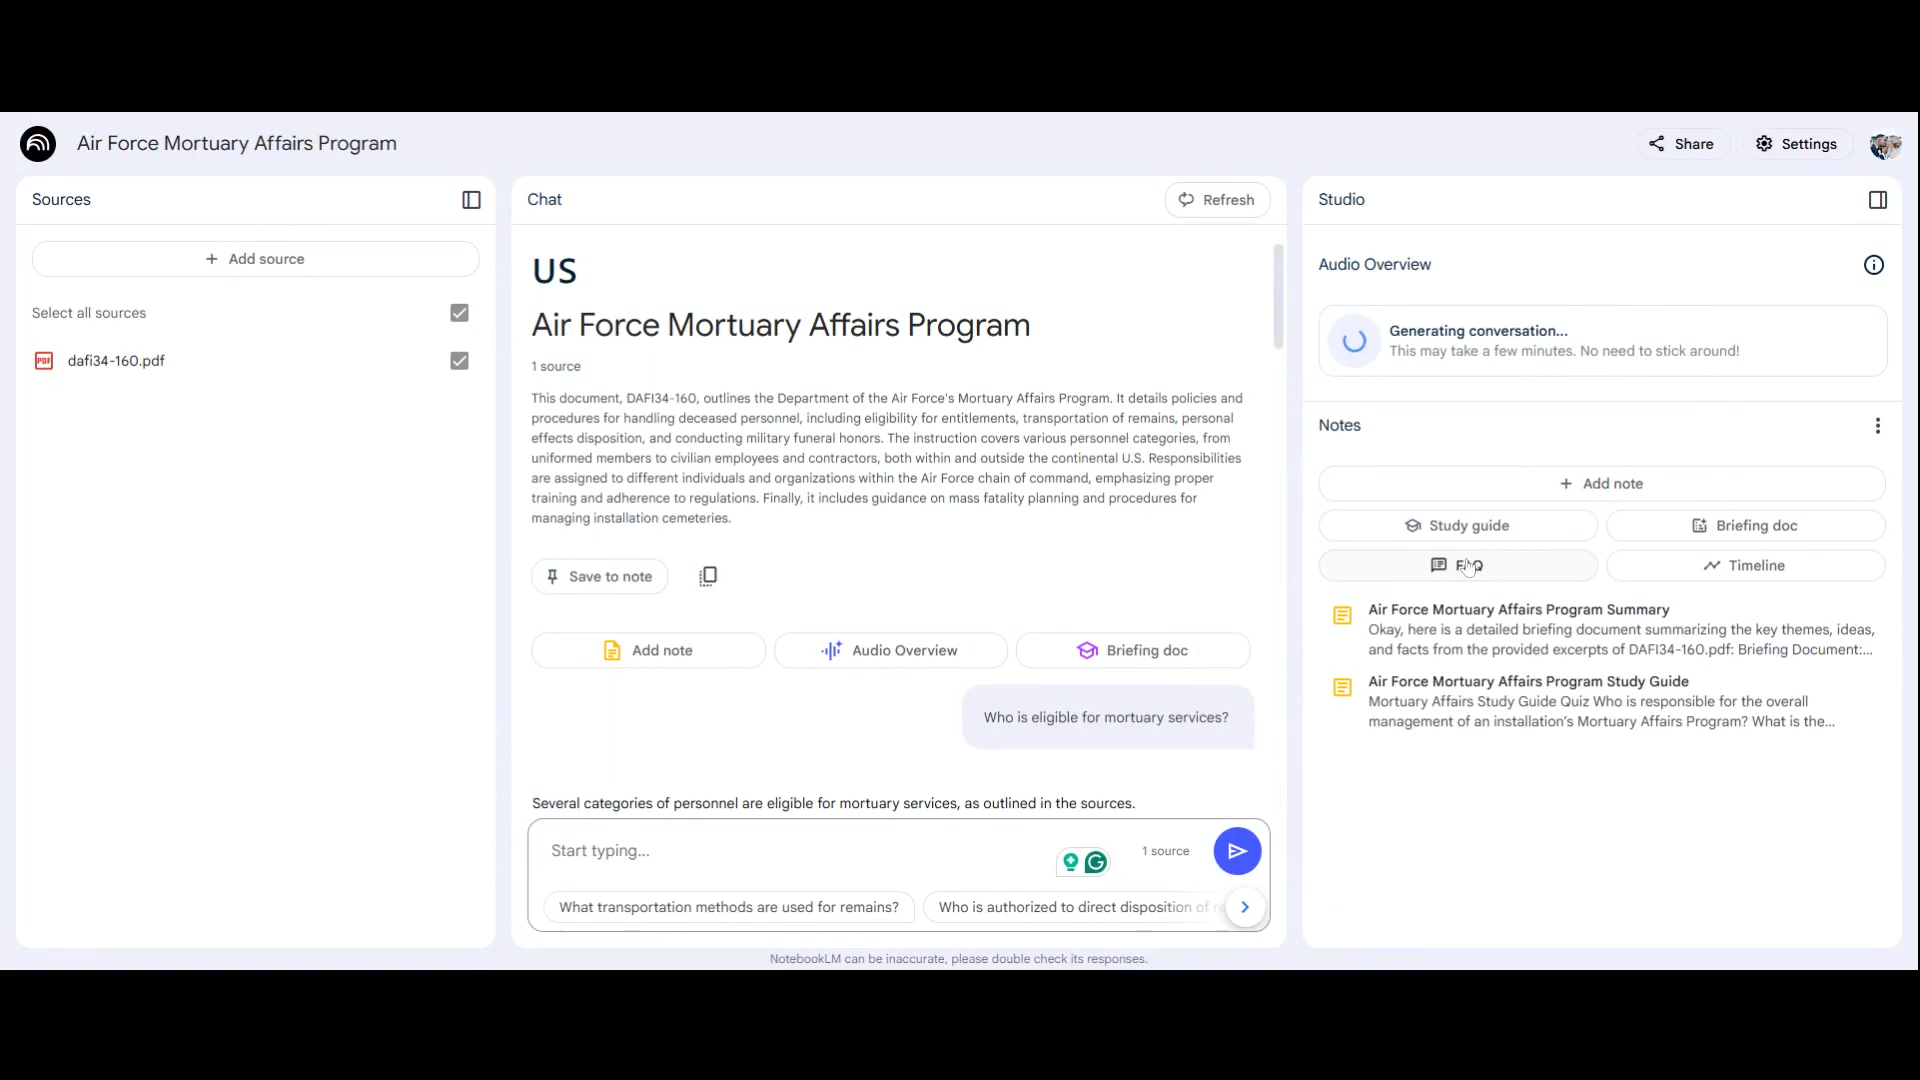 Air Force Mortuary Affairs Program
Share
Settings
Sources
Add source
Select all sources
PDF
dafi34-160.pdf
Chat
Refresh
US
Air Force Mortuary Affairs Program
1 source
This document, DAFI34-160, outlines the Department of the Air Force's Mortuary Affairs Program. It details policies and
procedures for handling deceased personnel, including eligibility for entitlements, transportation of remains, personal
effects disposition, and conducting military funeral honors. The instruction covers various personnel categories, from
uniformed members to civilian employees and contractors, both within and outside the continental U.S. Responsibilities
are assigned to different individuals and organizations within the Air Force chain of command, emphasizing proper
training and adherence to regulations. Finally, it includes guidance on mass fatality planning and procedures for
managing installation cemeteries.
Save to note
Add note
Audio Overview
Briefing doc
Who is eligible for mortuary services?
Several categories of personnel are eligible for mortuary services, as outlined in the sources.
Start typing...
1 source
What transportation methods are used for remains?
Who is authorized to direct disposition of
NotebookLM can be inaccurate, please double check its responses.
Studio
Audio Overview
Generating conversation...
This may take a few minutes. No need to stick around!
Notes
Add note
Study guide
Briefing doc
FAQ
Timeline
Air Force Mortuary Affairs Program Summary
Okay, here is a detailed briefing document summarizing the key themes, ideas,
and facts from the provided excerpts of DAFI34-160.pdf: Briefing Document:...
Air Force Mortuary Affairs Program Study Guide
Mortuary Affairs Study Guide Quiz Who is responsible for the overall
management of an installation's Mortuary Affairs Program? What is the...